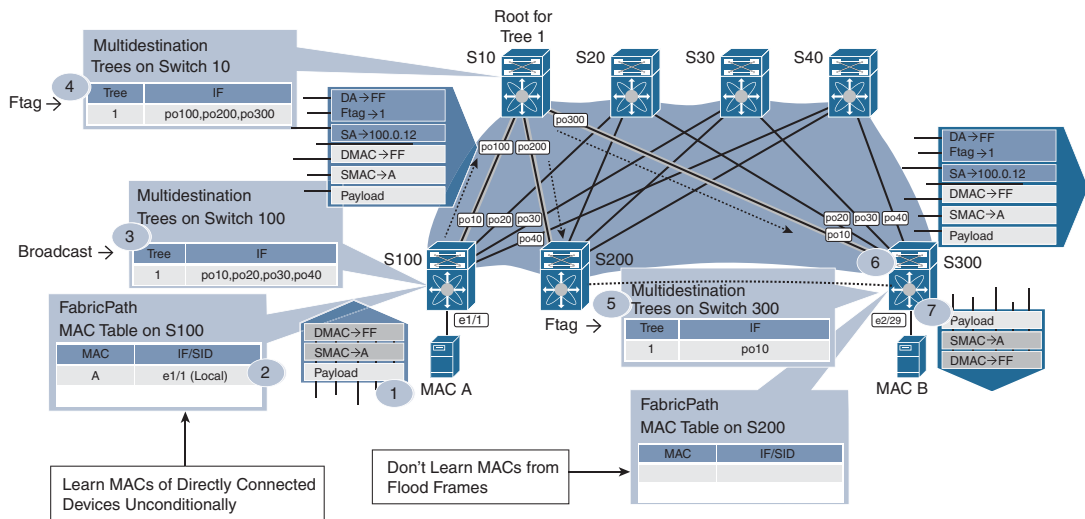 Root for
Tree 1
S10
S20
S30
S40
Multidestination
Trees on Switch 10
4
Ftag →
Tree
IF
1
po100,po200,po300
DA→FF
Ftag→1
SA→100.0.12
DMAC→FF
SMAC→A
Payload
po300
po100
po200
DA→FF
Ftag→1
SA→100.0.12
DMAC→FF
SMAC→A
Payload
Multidestination
Trees on Switch 100
3
Broadcast →
Tree
IF
1
po10,po20,po30,po40
po10
po20
po30
po40
po20
po30
po40
po10
S100
S200
6
S300
FabricPath
MAC Table on S100
MAC
IF/SID
A
e1/1 (Local)
2
DMAC→FF
SMAC→A
Payload
1
e1/1
MAC A
5
Ftag →
Multidestination
Trees on Switch 300
Tree
IF
1
po10
e2/29
MAC B
7
Payload
SMAC→A
DMAC→FF
FabricPath
MAC Table on S200
MAC
IF/SID
Learn MACs of Directly Connected
Devices Unconditionally
Don’t Learn MACs from
Flood Frames